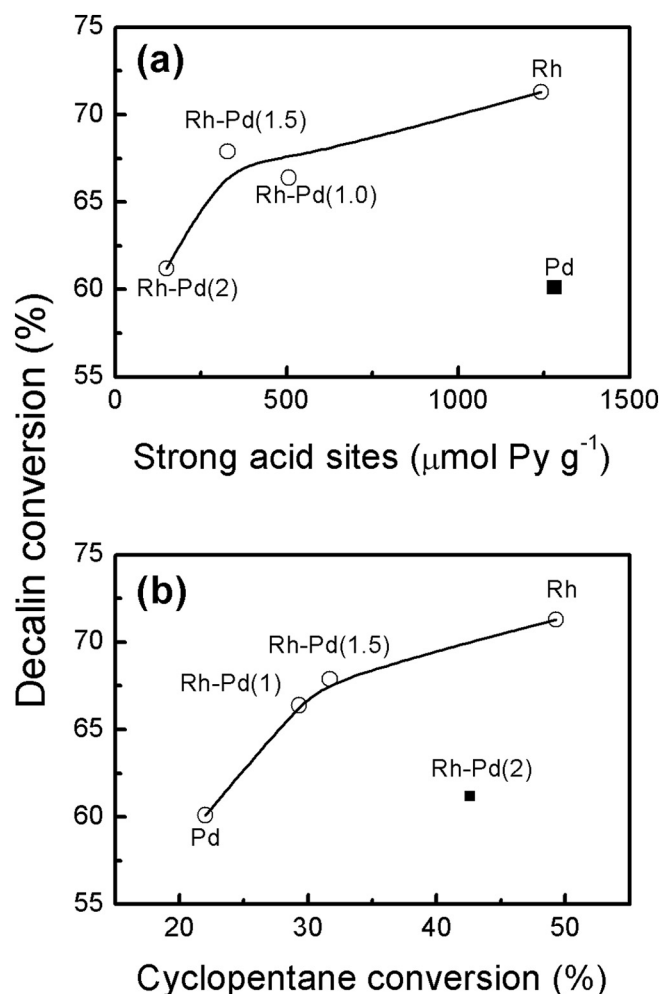 Decalin conversion (%)
(a)
75
70
65
60
55
Rh
Rh-Pd(1.5)
Rh-Pd(1.0)
Pd
Rh-Pd(2)
0 500 1000 1500
Strong acid sites (μmol Py g⁻¹)
(b)
75
70
65
60
55
Rh
Rh-Pd(1.5)
Rh-Pd(1)
Rh-Pd(2)
Pd
20 30 40 50
Cyclopentane conversion (%)